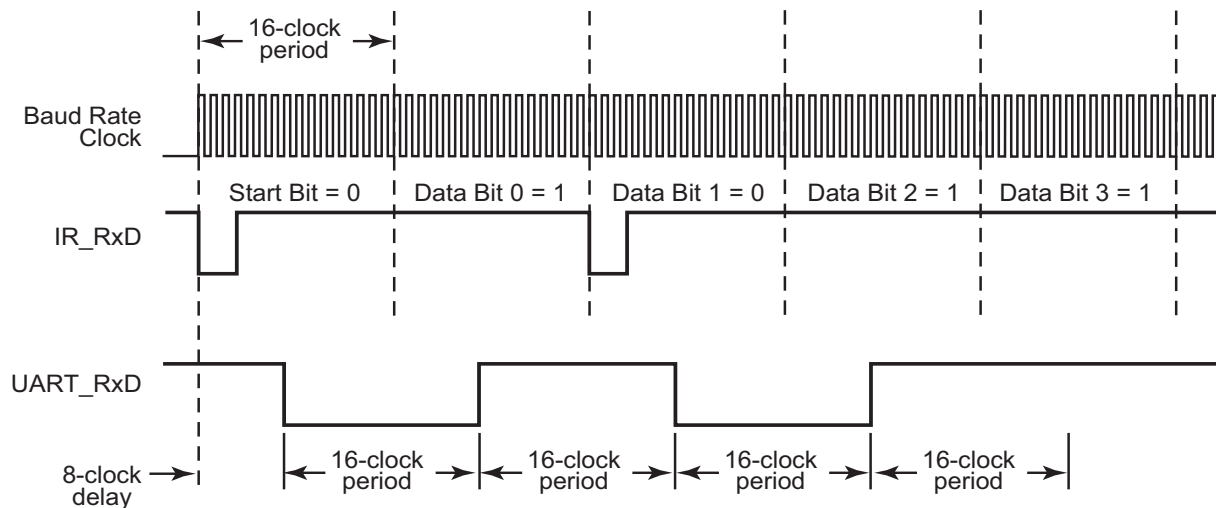 16-clock
period
Baud Rate
Clock
Start Bit = 0
Data Bit 0 = 1
Data Bit 1 = 0
Data Bit 2 = 1
Data Bit 3 = 1
IR_RxD
UART_RxD
8-clock
delay
16-clock
period
16-clock
period
16-clock
period
16-clock
period